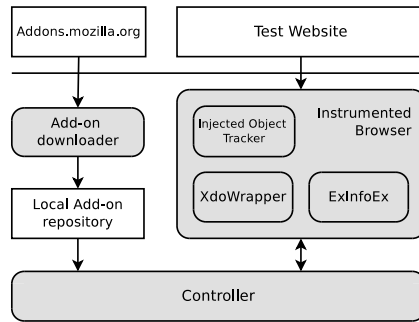 Addons.mozilla.org
Test Website
Add-on
downloader
Injected Object
Tracker
Instrumented
Browser
Local Add-on
repository
XdoWrapper
ExInfoEx
Controller